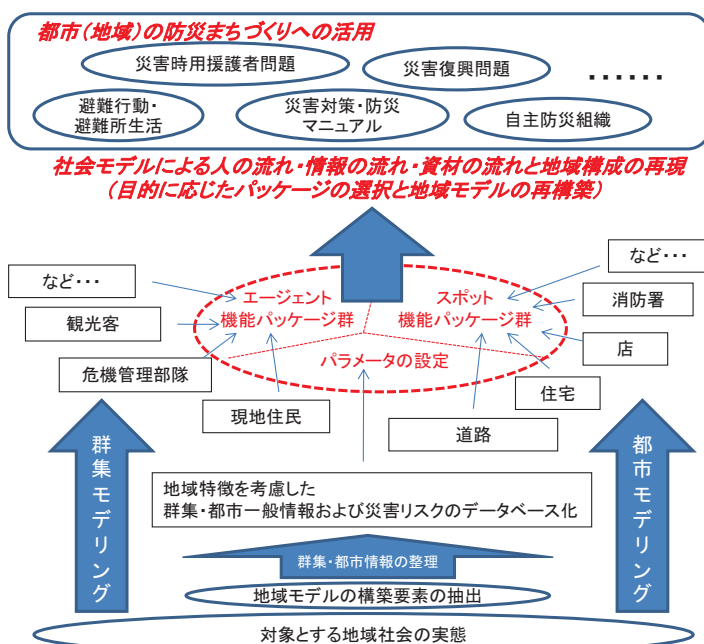 都市(地域)の防災まちづくりへの活用
災害時用援護者問題
災害復興問題
・・・・・・
避難行動・
避難所生活
災害対策・防災
マニュアル
自主防災組織
社会モデルによる人の流れ・情報の流れ・資材の流れと地域構成の再現
(目的に応じたパッケージの選択と地域モデルの再構築)
など・・・
観光客
危機管理部隊
現地住民
エージェント
機能パッケージ群
スポット
機能パッケージ群
パラメータの設定
など・・・
消防署
店
住宅
道路
群集モデリング
都市モデリング
地域特徴を考慮した
群集・都市一般情報および災害リスクのデータベース化
群集・都市情報の整理
地域モデルの構築要素の抽出
対象とする地域社会の実態